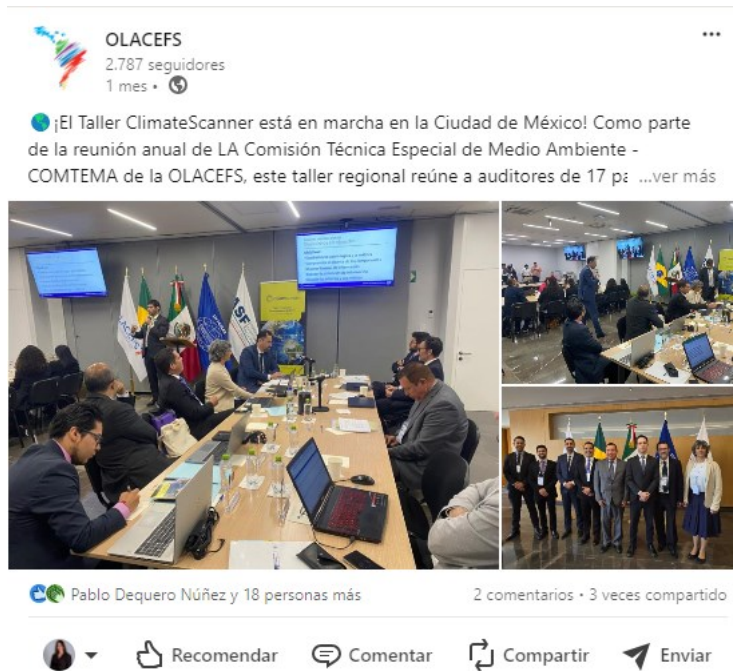 OLACEFS
2.787 seguidores
1 mes •
¡El Taller ClimateScanner está en marcha en la Ciudad de México! Como parte
de la reunión anual de LA Comisión Técnica Especial de Medio Ambiente -
COMTEMA de la OLACEFS, este taller regional reúne a auditores de 17 pa ...ver más
ASF
Pablo Dequero Núñez y 18 personas más
2 comentarios • 3 veces compartido
Recomendar
Comentar
Compartir
Enviar